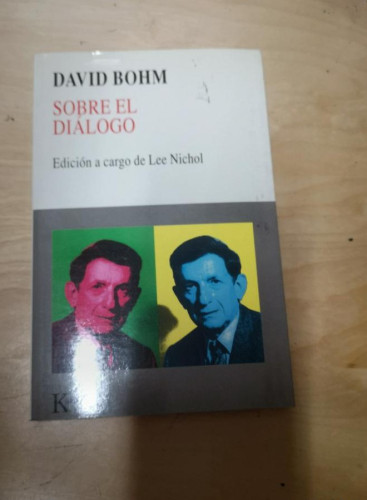 DAVID BOHM
SOBRE EL
DIÁLOGO
Edición a cargo de Lee Nichol
K